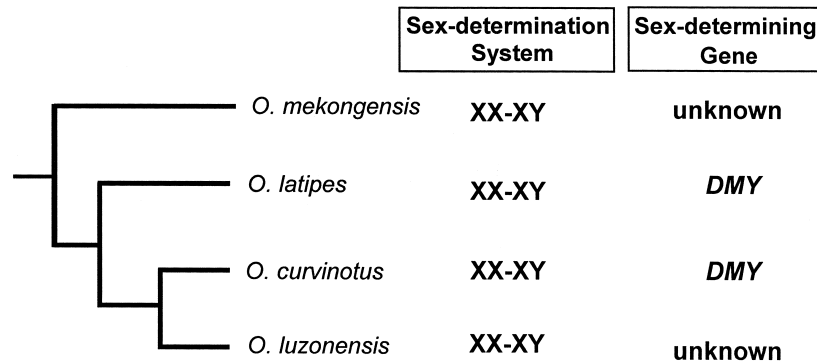 Sex-determination System
Sex-determining Gene
O. mekongensis XX-XY unknown
O. latipes XX-XY DMY
O. curvinotus XX-XY DMY
O. luzonensis XX-XY unknown